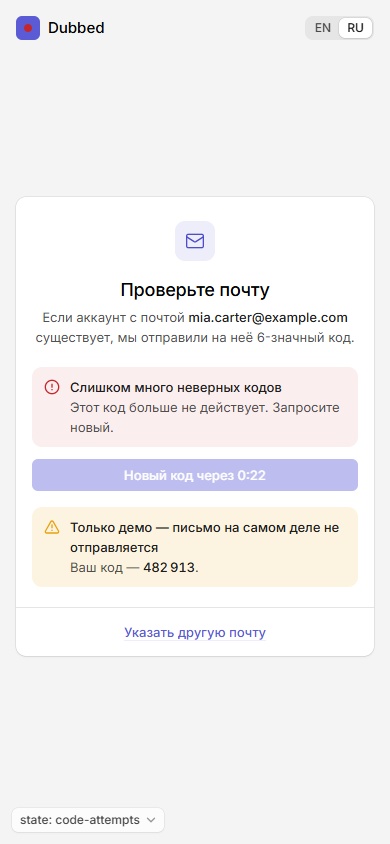 Dubbed
EN RU
Проверьте почту
Если аккаунт с почтой mia.carter@example.com
существует, мы отправили на неё 6-значный код.
Слишком много неверных кодов
Этот код больше не действует. Запросите
новый.
Новый код через 0:22
Только демо — письмо на самом деле не
отправляется
Ваш код — 482 913.
Указать другую почту
state: code-attempts